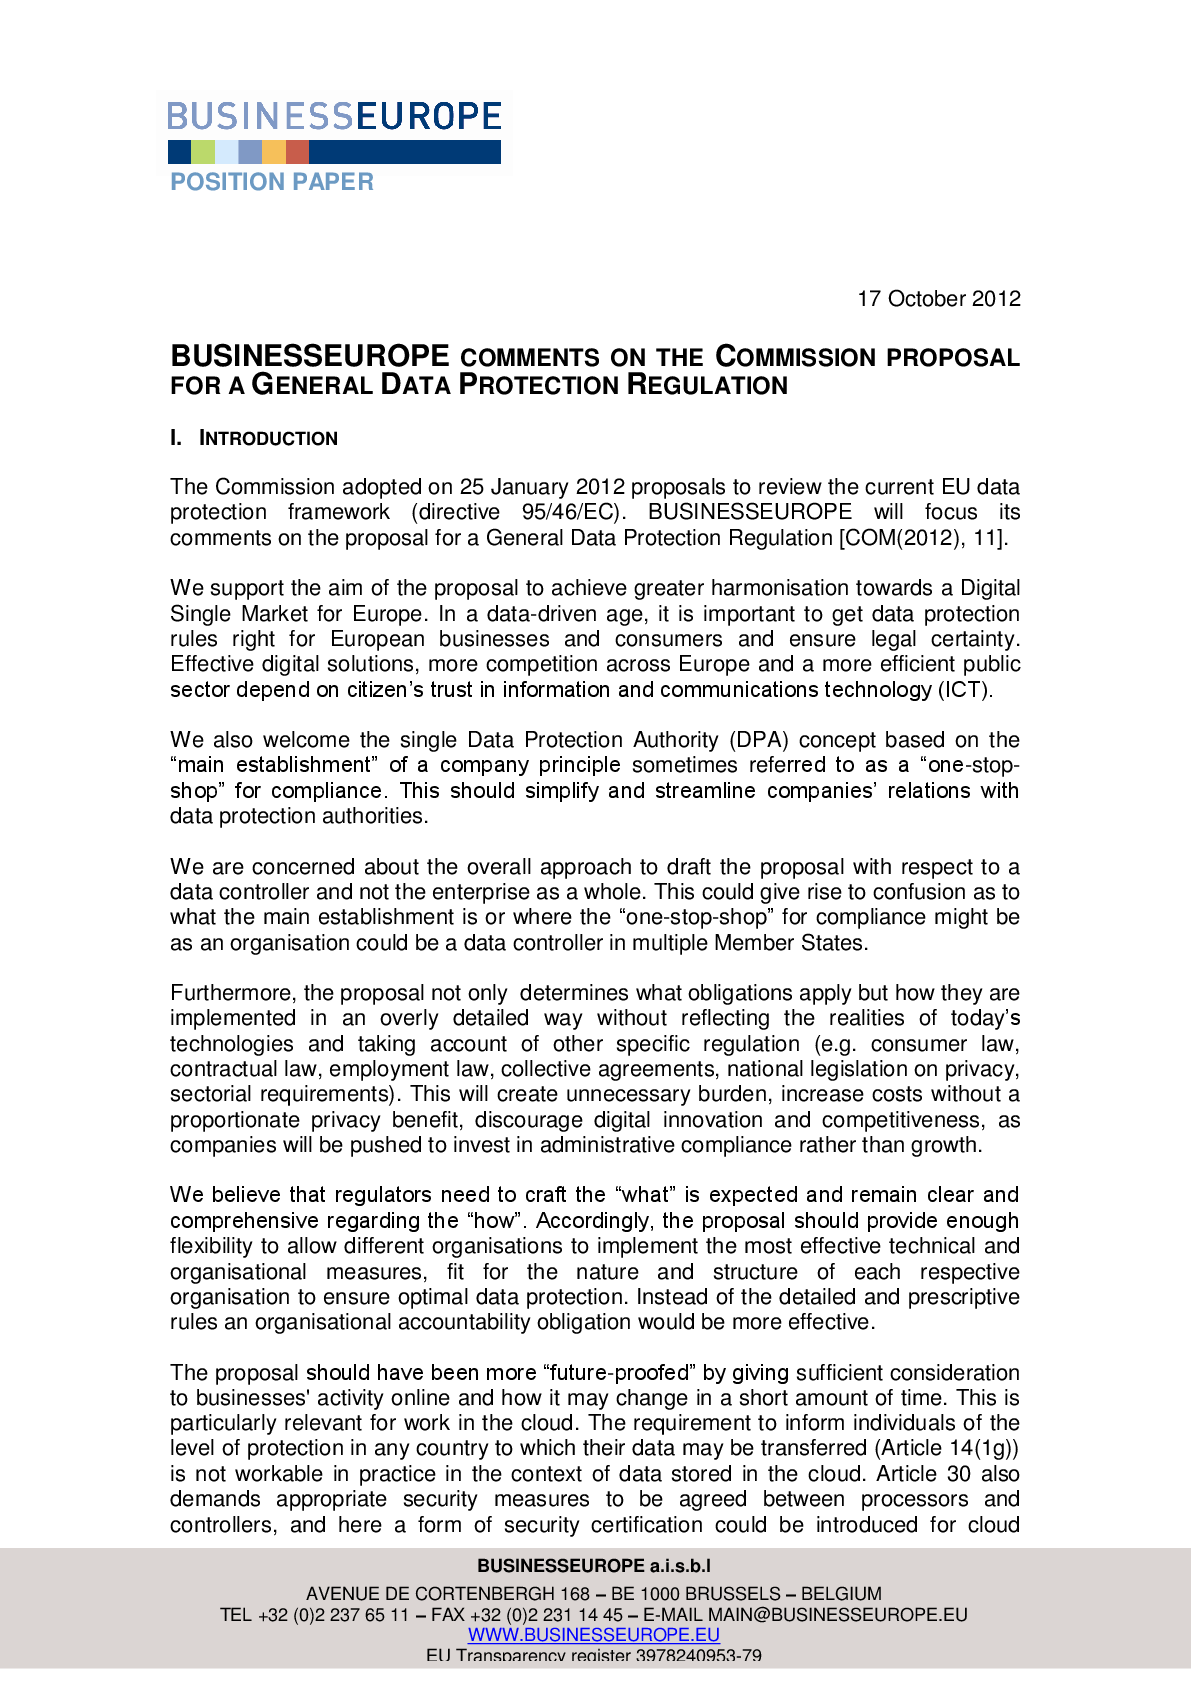 BUSINESSEUROPE
POSITION PAPER
17 October 2012
BUSINESSEUROPE COMMENTS ON THE COMMISSION PROPOSAL
FOR A GENERAL DATA PROTECTION REGULATION
I. INTRODUCTION
The Commission adopted on 25 January 2012 proposals to review the current EU data
protection framework (directive 95/46/EC). BUSINESSEUROPE will focus its
comments on the proposal for a General Data Protection Regulation [COM(2012), 11].
We support the aim of the proposal to achieve greater harmonisation towards a Digital
Single Market for Europe. In a data-driven age, it is important to get data protection
rules right for European businesses and consumers and ensure legal certainty.
Effective digital solutions, more competition across Europe and a more efficient public
sector depend on citizen’s trust in information and communications technology (ICT).
We also welcome the single Data Protection Authority (DPA) concept based on the
“main establishment” of a company principle sometimes referred to as a “one-stop-
shop” for compliance. This should simplify and streamline companies’ relations with
data protection authorities.
We are concerned about the overall approach to draft the proposal with respect to a
data controller and not the enterprise as a whole. This could give rise to confusion as to
what the main establishment is or where the “one-stop-shop” for compliance might be
as an organisation could be a data controller in multiple Member States.
Furthermore, the proposal not only determines what obligations apply but how they are
implemented in an overly detailed way without reflecting the realities of today’s
technologies and taking account of other specific regulation (e.g. consumer law,
contractual law, employment law, collective agreements, national legislation on privacy,
sectorial requirements). This will create unnecessary burden, increase costs without a
proportionate privacy benefit, discourage digital innovation and competitiveness, as
companies will be pushed to invest in administrative compliance rather than growth.
We believe that regulators need to craft the “what” is expected and remain clear and
comprehensive regarding the “how”. Accordingly, the proposal should provide enough
flexibility to allow different organisations to implement the most effective technical and
organisational measures, fit for the nature and structure of each respective
organisation to ensure optimal data protection. Instead of the detailed and prescriptive
rules an organisational accountability obligation would be more effective.
The proposal should have been more “future-proofed” by giving sufficient consideration
to businesses' activity online and how it may change in a short amount of time. This is
particularly relevant for work in the cloud. The requirement to inform individuals of the
level of protection in any country to which their data may be transferred (Article 14(1g))
is not workable in practice in the context of data stored in the cloud. Article 30 also
demands appropriate security measures to be agreed between processors and
controllers, and here a form of security certification could be introduced for cloud
BUSINESSEUROPE a.i.s.b.l
AVENUE DE CORTENBERGH 168 – BE 1000 BRUSSELS – BELGIUM
TEL +32 (0)2 237 65 11 – FAX +32 (0)2 231 14 45 – E-MAIL MAIN@BUSINESSEUROPE.EU
WWW.BUSINESSEUROPE.EU
EU Transparency register 3978240953-79